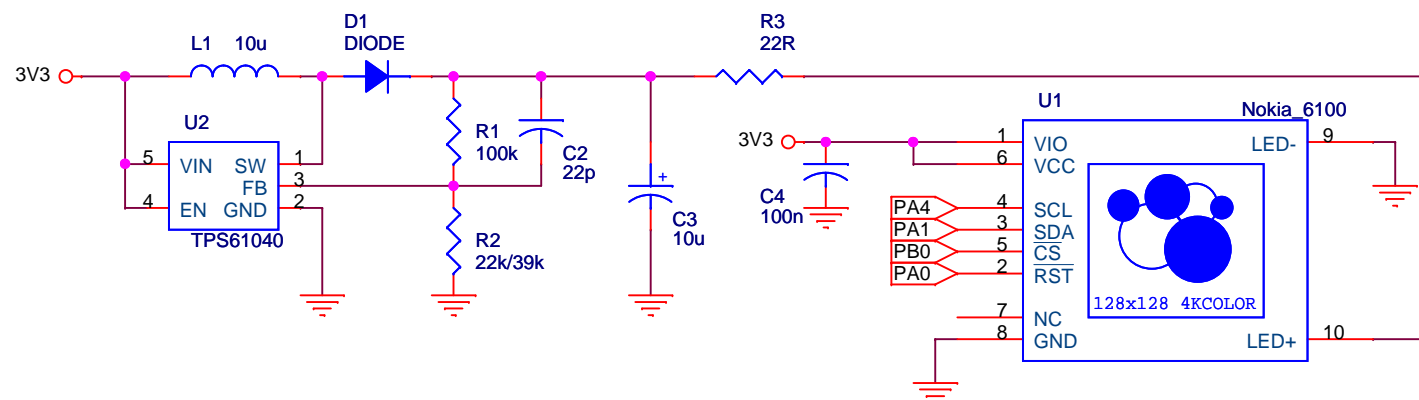 D1
DIODE
L1 10u
R3
22R
3V3
U2
5 VIN SW 1
FB 3
4 EN GND 2
TPS61040
R1
100k
C2
22p
R2
22k/39k
+
C3
10u
U1
Nokia_6100
3V3
1 VIO LED- 9
6 VCC
C4
100n
PA4 4 SCL
PA1 3 SDA
PB0 5 CS
PA0 2 RST
128x128 4KCOLOR
7 NC
8 GND LED+ 10